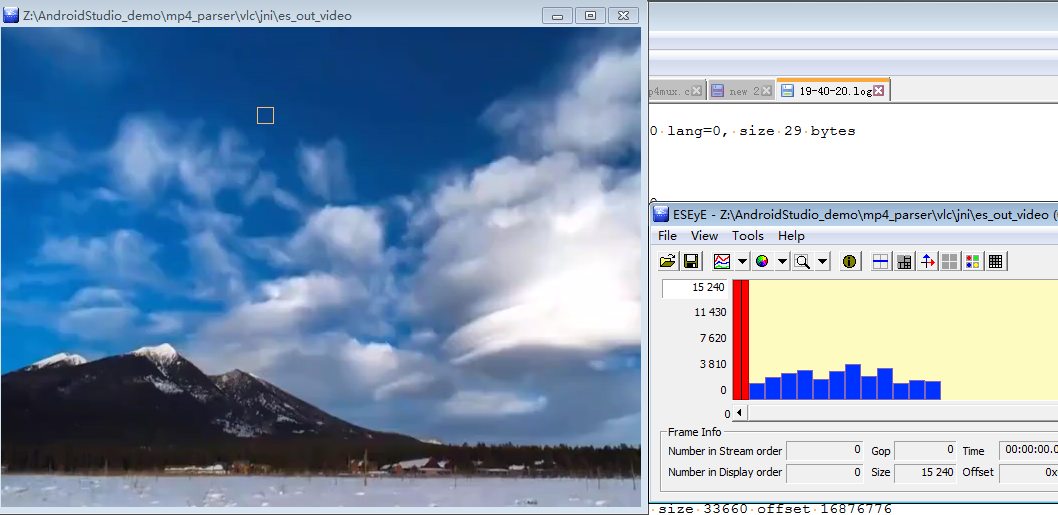 Z:\AndroidStudio_demo\mp4_parser\vlc\jni\es_out_video
p4mux.c
new 2
19-40-20.log
0 lang=0, size 29 bytes
ESEyE - Z:\AndroidStudio_demo\mp4_parser\vlc\jni\es_out_video (
File View Tools Help
15 240
11 430
7 620
3 810
0
0
Frame Info
Number in Stream order 0 Gop 0 Time 00:00:00.0
Number in Display order 0 Size 15 240 Offset 0x
size 33660 offset 16876776